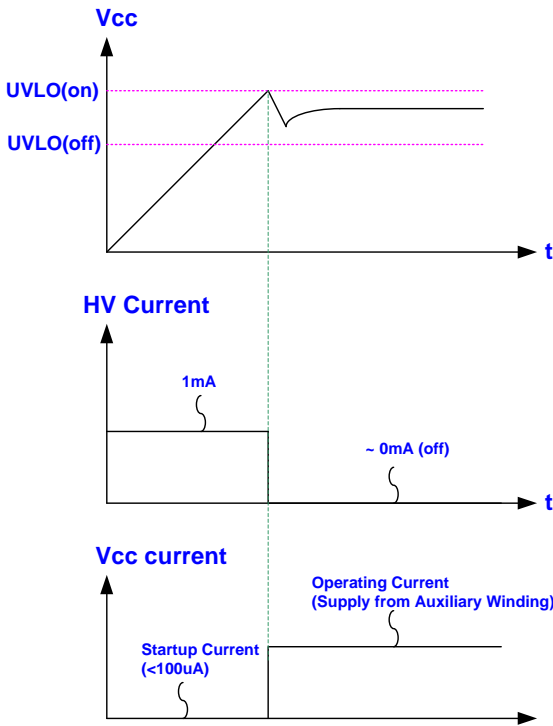 Vcc
UVLO(on)
UVLO(off)
t
HV Current
1mA
~ 0mA (off)
t
Vcc current
Operating Current
(Supply from Auxiliary Winding)
Startup Current
(<100uA)
t